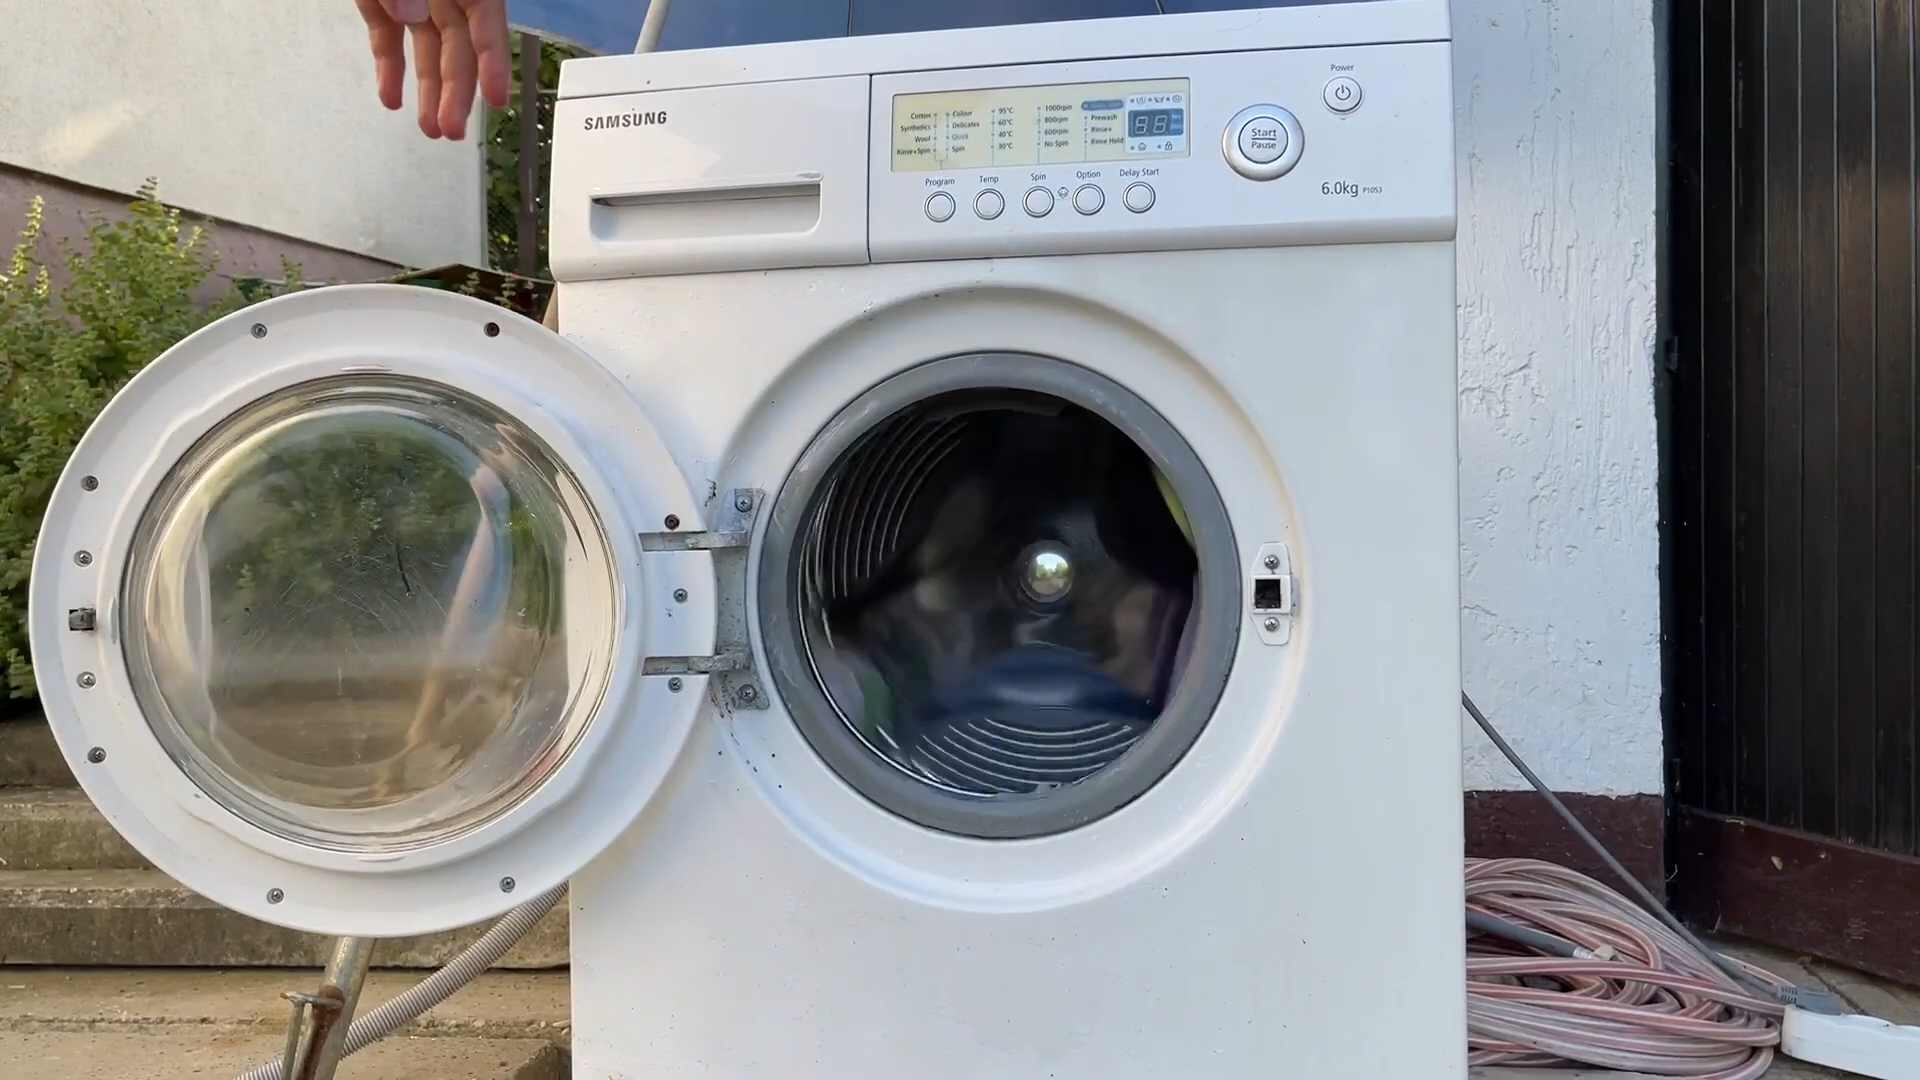 SAMSUNG
Cotton
Synthetics
Wool
Rinse+Spin
Colour
Delicates
Quick
Spin
95°C
60°C
40°C
30°C
1000rpm
800rpm
600rpm
No Spin
Prewash
Rinse+
Rinse Hold
88
Program
Temp
Spin
Option
Delay Start
Start
Pause
Power
6.0kg P1053